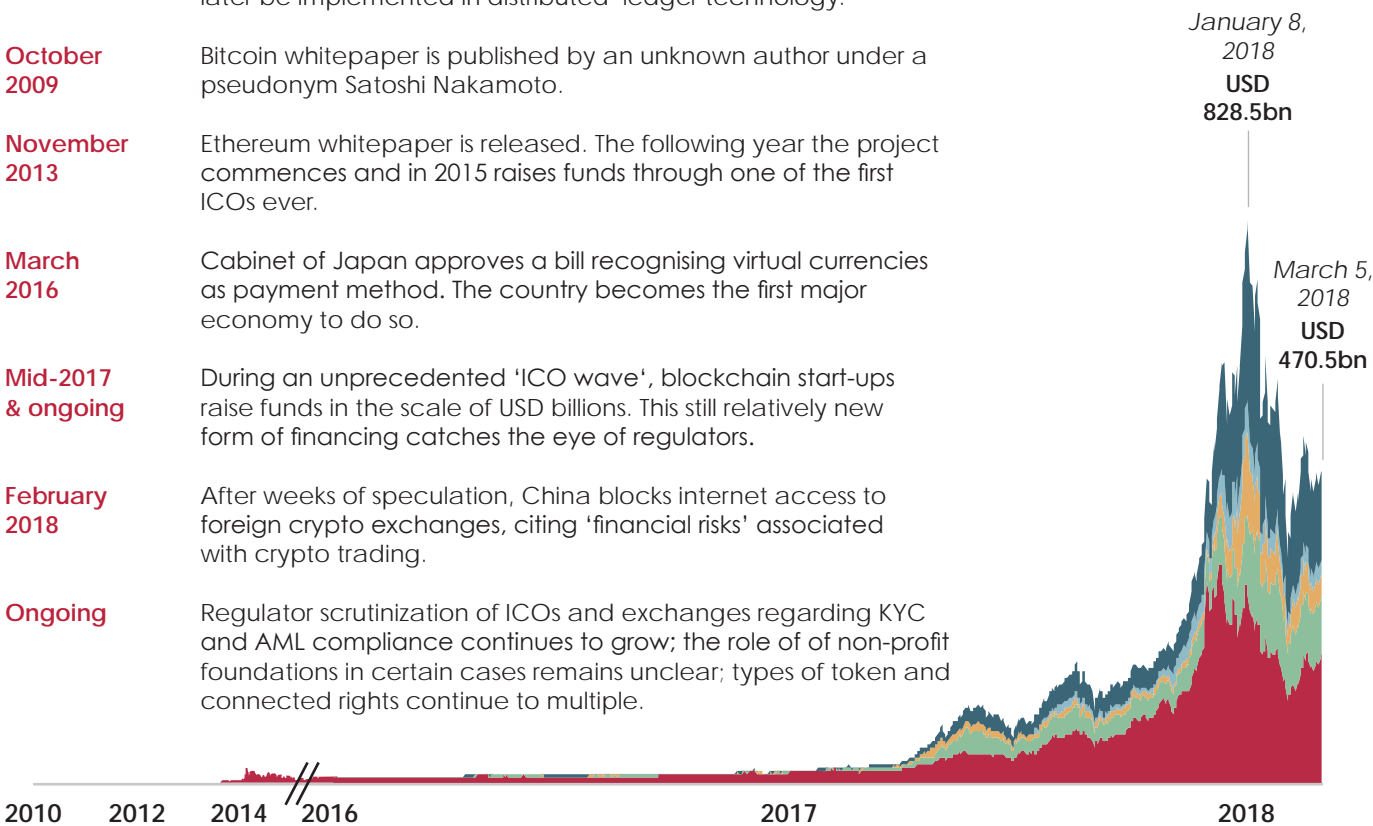 later be implemented in distributed-ledger technology.
October
2009
Bitcoin whitepaper is published by an unknown author under a
pseudonym Satoshi Nakamoto.
November
2013
Ethereum whitepaper is released. The following year the project
commences and in 2015 raises funds through one of the first
ICOs ever.
March
2016
Cabinet of Japan approves a bill recognising virtual currencies
as payment method. The country becomes the first major
economy to do so.
Mid-2017
& ongoing
During an unprecedented ‘ICO wave‘, blockchain start-ups
raise funds in the scale of USD billions. This still relatively new
form of financing catches the eye of regulators.
February
2018
After weeks of speculation, China blocks internet access to
foreign crypto exchanges, citing ‘financial risks’ associated
with crypto trading.
Ongoing
Regulator scrutinization of ICOs and exchanges regarding KYC
and AML compliance continues to grow; the role of of non-profit
foundations in certain cases remains unclear; types of token and
connected rights continue to multiple.
January 8,
2018
USD
828.5bn
March 5,
2018
USD
470.5bn
2010 2012 2014 2016 2017 2018